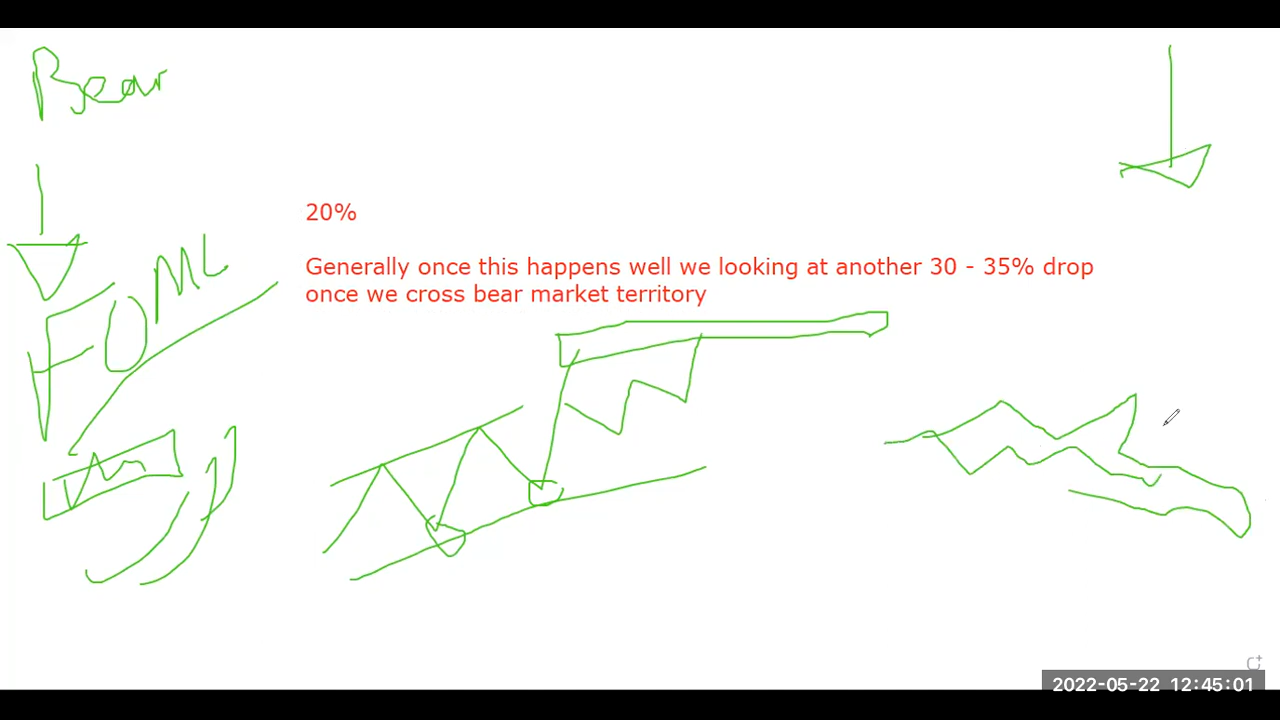 Bear
20%
Generally once this happens well we looking at another 30 - 35% drop
once we cross bear market territory
FOML
2022-05-22 12:45:01